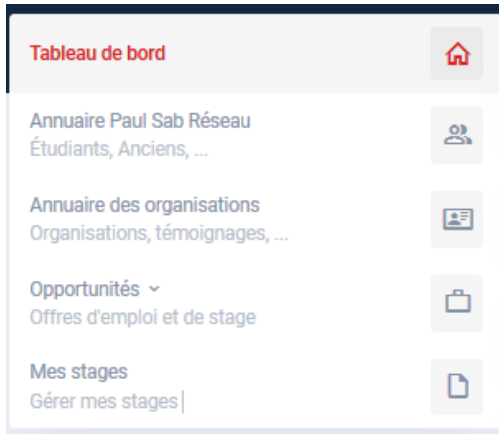 Tableau de bord
Annuaire Paul Sab Réseau
Étudiants, Anciens, ...
Annuaire des organisations
Organisations, témoignages, ...
Opportunités
Offres d'emploi et de stage
Mes stages
Gérer mes stages